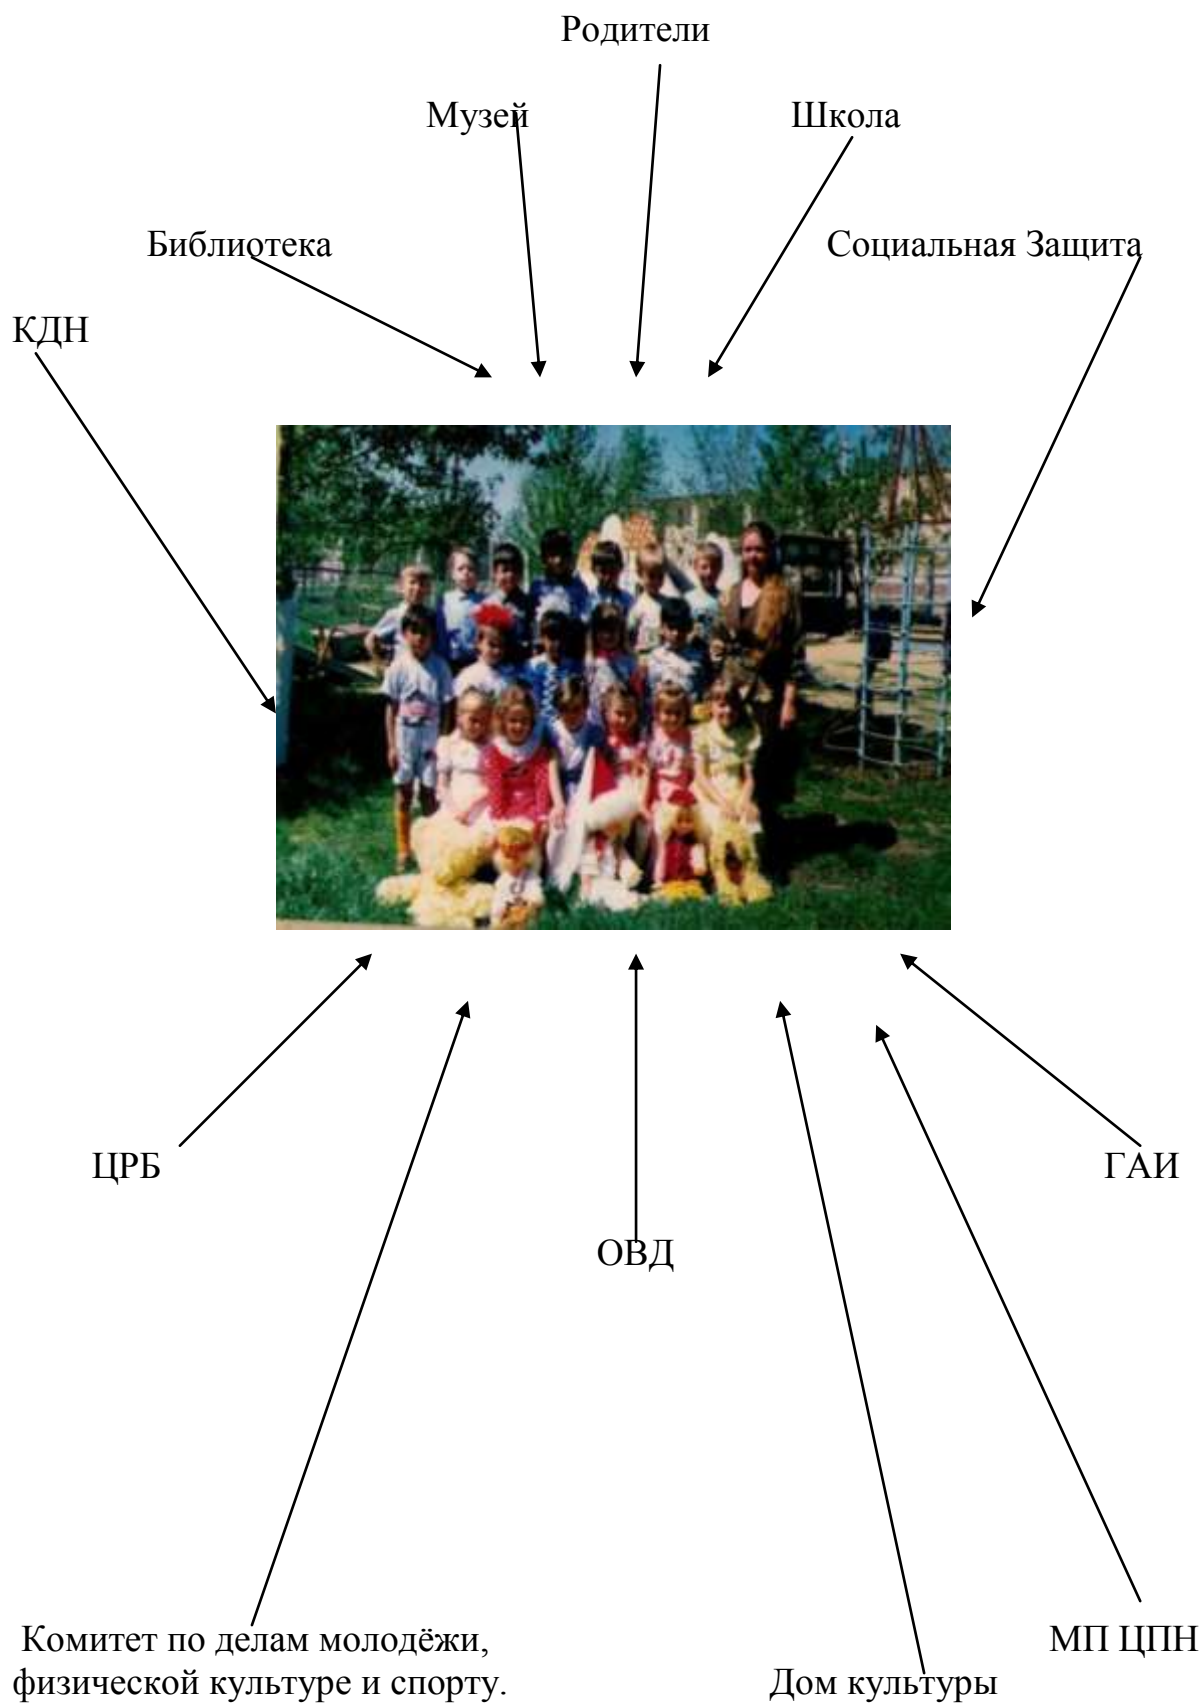 Родители
Музей
Школа
Библиотека
Социальная Защита
КДН
ЦРБ
ГАИ
ОВД
Комитет по делам молодёжи,
физической культуре и спорту.
МП ЦПН
Дом культуры